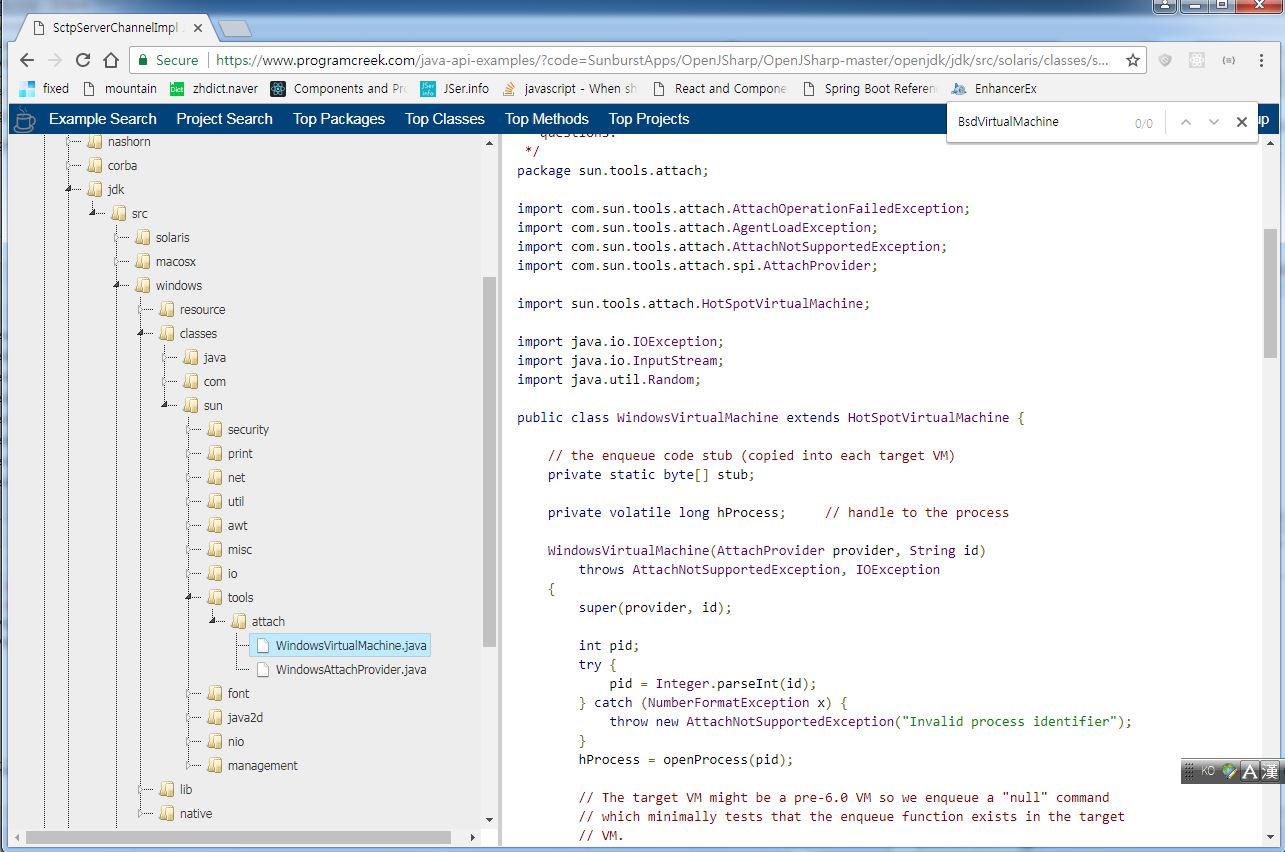 SctpServerChannelImpl
Secure
https://www.programcreek.com/java-api-examples/?code=SunburstApps/OpenJSharp/OpenJSharp-master/openjdk/jdk/src/solaris/classes/s...
fixed
mountain
zhdict.naver
Components and Pro
JSer.info
javascript - When sh
React and Compone
Spring Boot Referen
EnhancerEx
Example Search
Project Search
Top Packages
Top Classes
Top Methods
Top Projects
BsdVirtualMachine
0/0
up
nashorn
corba
jdk
src
solaris
macosx
windows
resource
classes
java
com
sun
security
print
net
util
awt
misc
io
tools
attach
WindowsVirtualMachine.java
WindowsAttachProvider.java
font
java2d
nio
management
lib
native
questions.
*/
package sun.tools.attach;
import com.sun.tools.attach.AttachOperationFailedException;
import com.sun.tools.attach.AgentLoadException;
import com.sun.tools.attach.AttachNotSupportedException;
import com.sun.tools.attach.spi.AttachProvider;
import sun.tools.attach.HotSpotVirtualMachine;
import java.io.IOException;
import java.io.InputStream;
import java.util.Random;
public class WindowsVirtualMachine extends HotSpotVirtualMachine {
// the enqueue code stub (copied into each target VM)
private static byte[] stub;
private volatile long hProcess;     // handle to the process
WindowsVirtualMachine(AttachProvider provider, String id)
throws AttachNotSupportedException, IOException
{
super(provider, id);
int pid;
try {
pid = Integer.parseInt(id);
} catch (NumberFormatException x) {
throw new AttachNotSupportedException("Invalid process identifier");
}
hProcess = openProcess(pid);
// The target VM might be a pre-6.0 VM so we enqueue a "null" command
// which minimally tests that the enqueue function exists in the target
// VM.
KO
A
漢